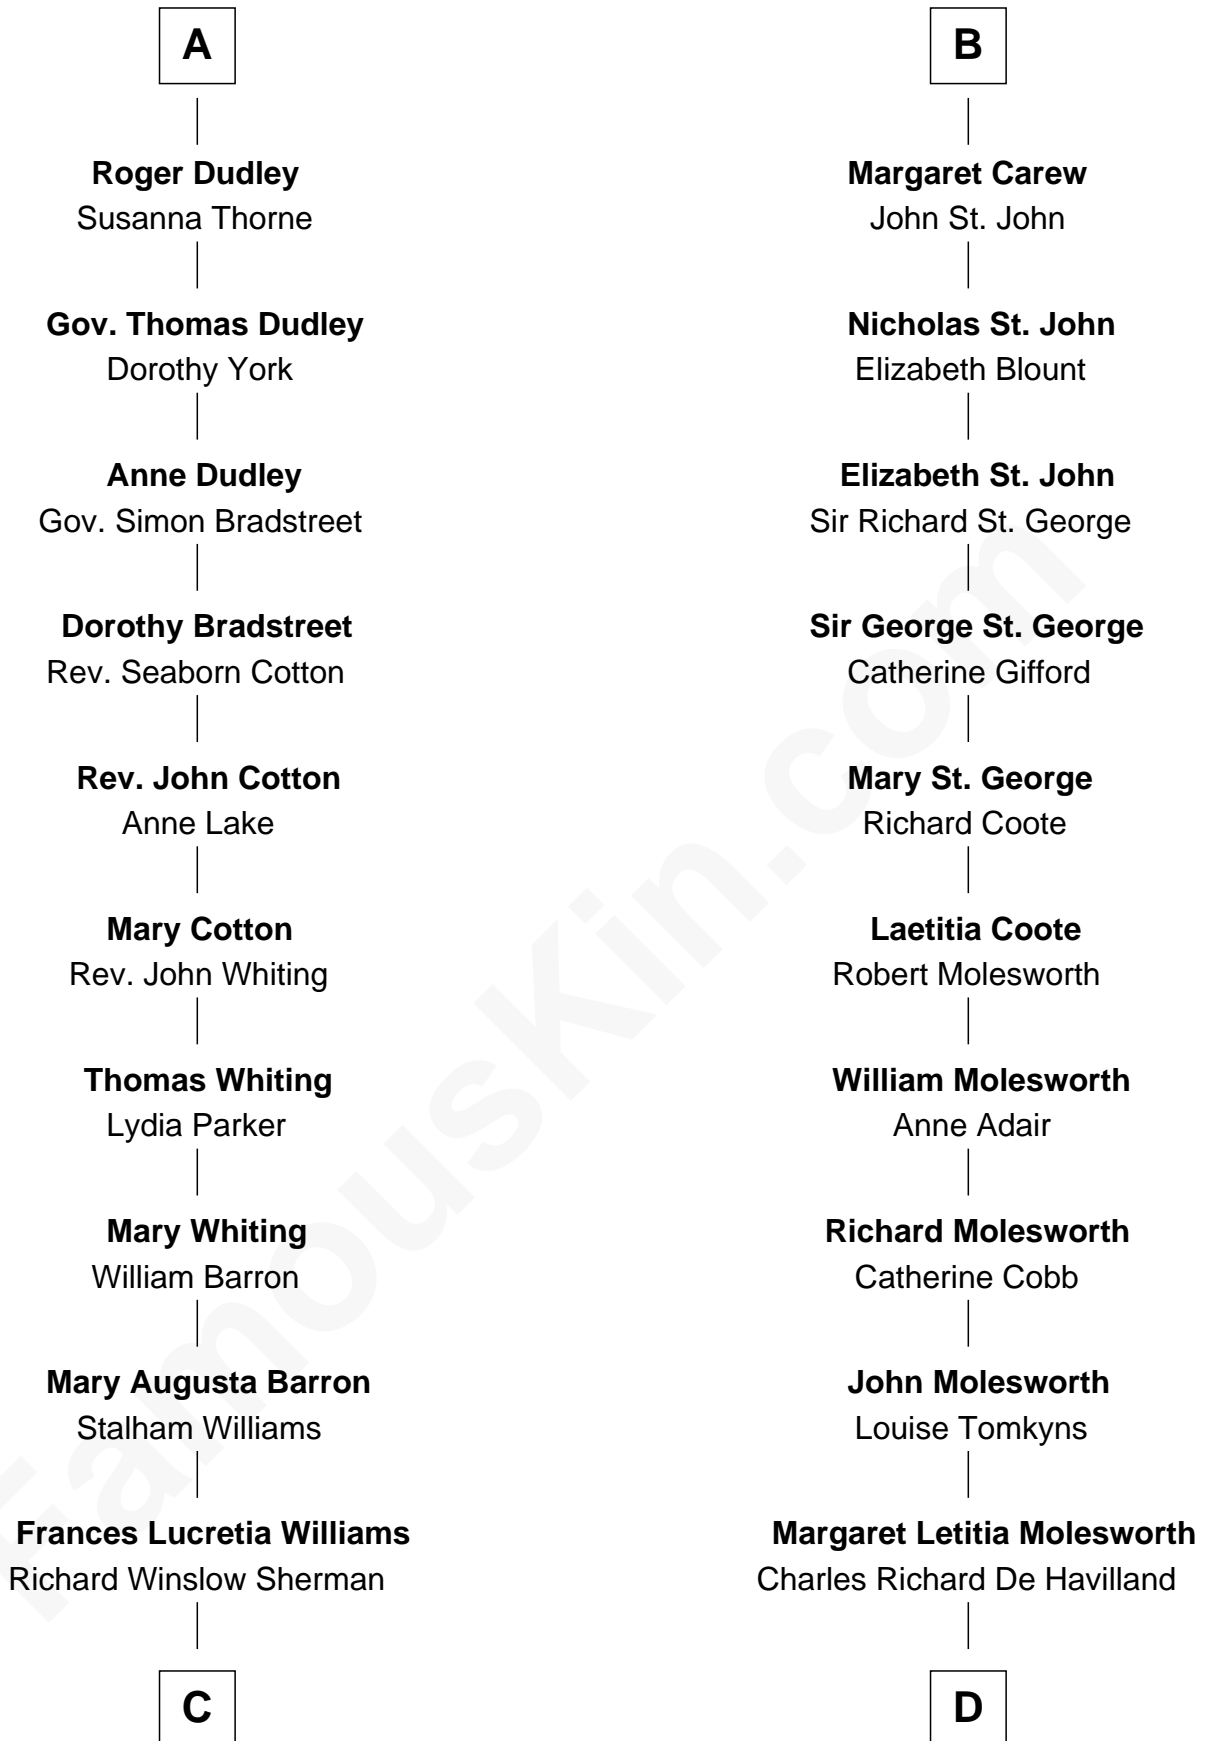 A
Roger Dudley
Susanna Thorne
Gov. Thomas Dudley
Dorothy York
Anne Dudley
Gov. Simon Bradstreet
Dorothy Bradstreet
Rev. Seaborn Cotton
Rev. John Cotton
Anne Lake
Mary Cotton
Rev. John Whiting
Thomas Whiting
Lydia Parker
Mary Whiting
William Barron
Mary Augusta Barron
Stalham Williams
Frances Lucretia Williams
Richard Winslow Sherman
C
B
Margaret Carew
John St. John
Nicholas St. John
Elizabeth Blount
Elizabeth St. John
Sir Richard St. George
Sir George St. George
Catherine Gifford
Mary St. George
Richard Coote
Laetitia Coote
Robert Molesworth
William Molesworth
Anne Adair
Richard Molesworth
Catherine Cobb
John Molesworth
Louise Tomkyns
Margaret Letitia Molesworth
Charles Richard De Havilland
D
FamousKin.com